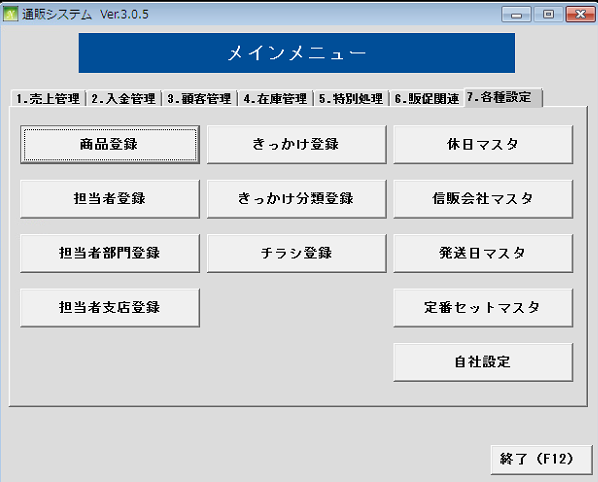 通販システム Ver.3.0.5
メインメニュー
1.売上管理 2.入金管理 3.顧客管理 4.在庫管理 5.特別処理 6.販促関連 7.各種設定
商品登録 きっかけ登録 休日マスタ
担当者登録 きっかけ分類登録 信販会社マスタ
担当者部門登録 チラシ登録 発送日マスタ
担当者支店登録 定番セットマスタ
自社設定
終了（F12）